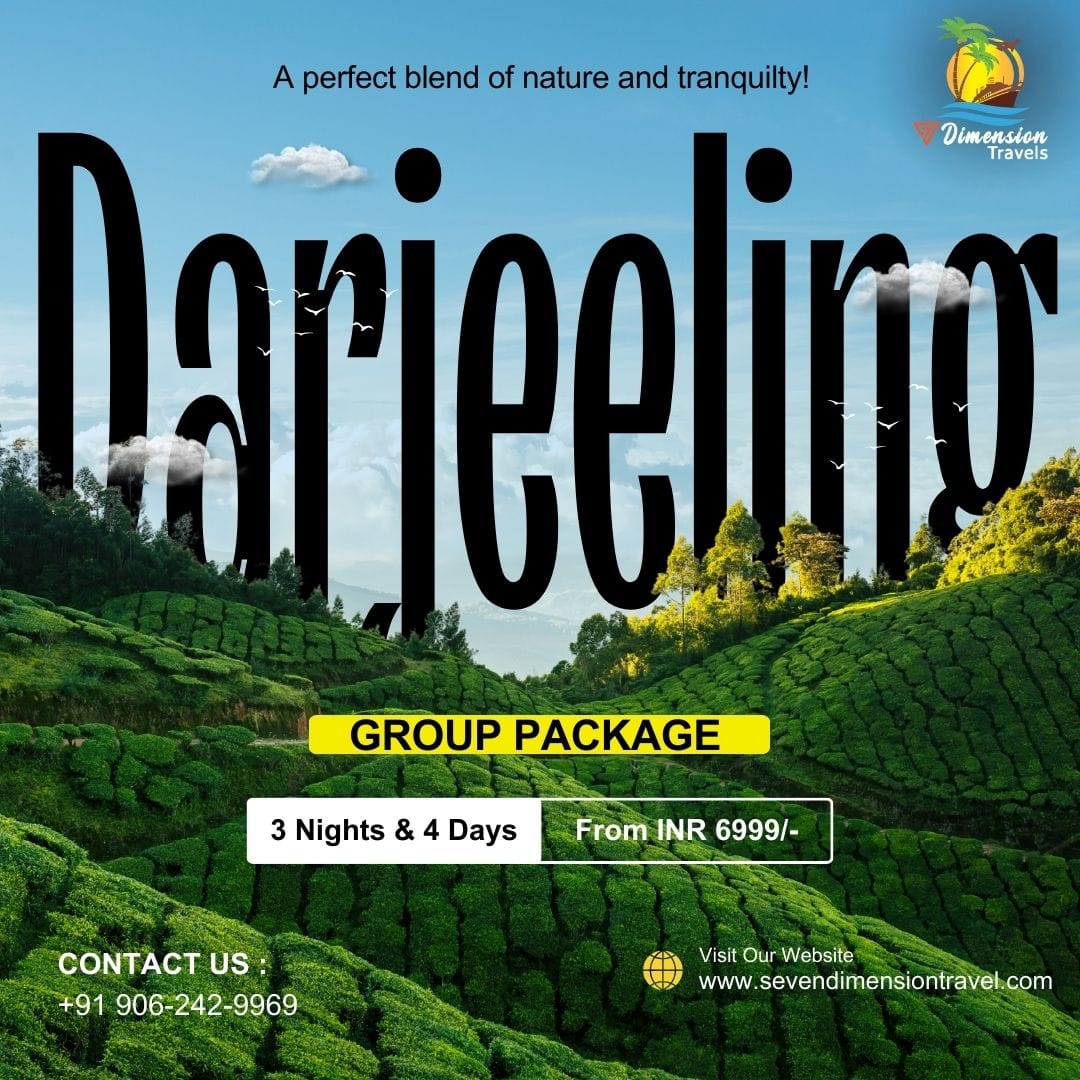 A perfect blend of nature and tranquilty!
Dimension
Travels
Darjeeling
GROUP PACKAGE
3 Nights & 4 Days From INR 6999/-
CONTACT US :
+91 906-242-9969
Visit Our Website
www.sevendimensiontravel.com